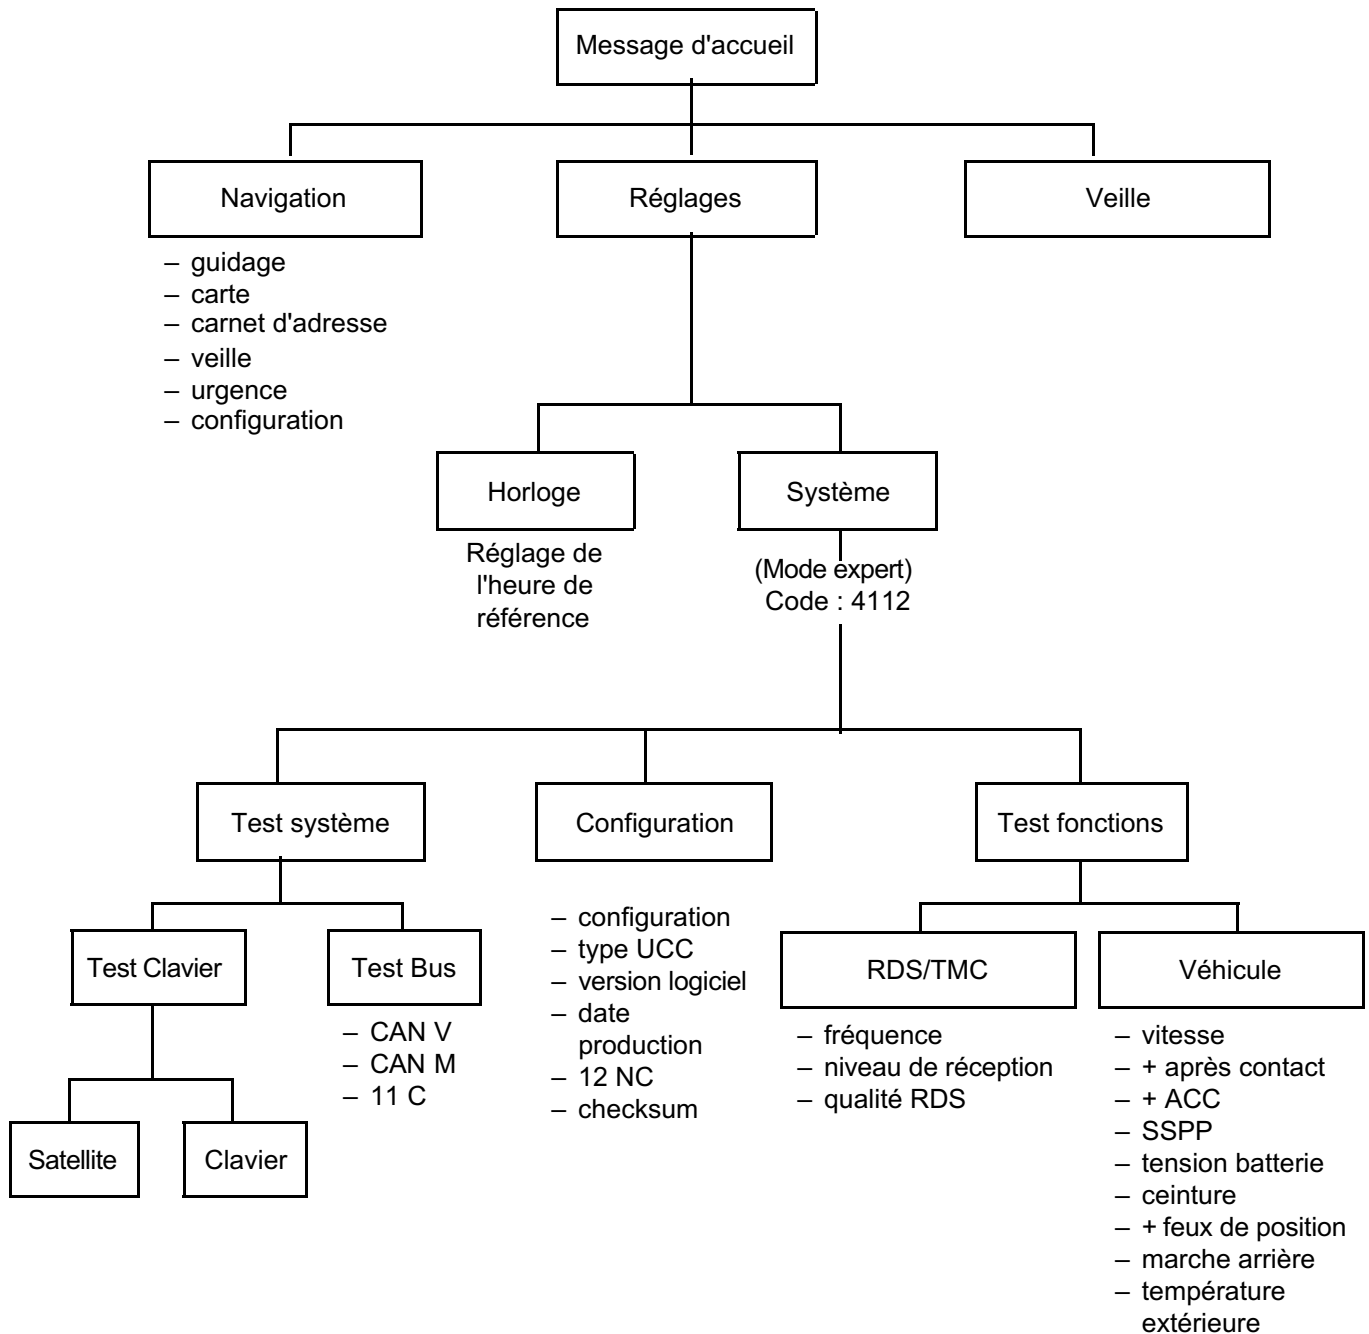 Message d'accueil
Navigation
Réglages
Veille
– guidage
– carte
– carnet d'adresse
– veille
– urgence
– configuration
Horloge
Système
Réglage de
l'heure de
référence
(Mode expert)
Code : 4112
Test système
Configuration
Test fonctions
Test Clavier
Test Bus
– CAN V
– CAN M
– 11 C
Satellite
Clavier
– configuration
– type UCC
– version logiciel
– date
production
– 12 NC
– checksum
RDS/TMC
– fréquence
– niveau de réception
– qualité RDS
Véhicule
– vitesse
– + après contact
– + ACC
– SSPP
– tension batterie
– ceinture
– + feux de position
– marche arrière
– température
extérieure